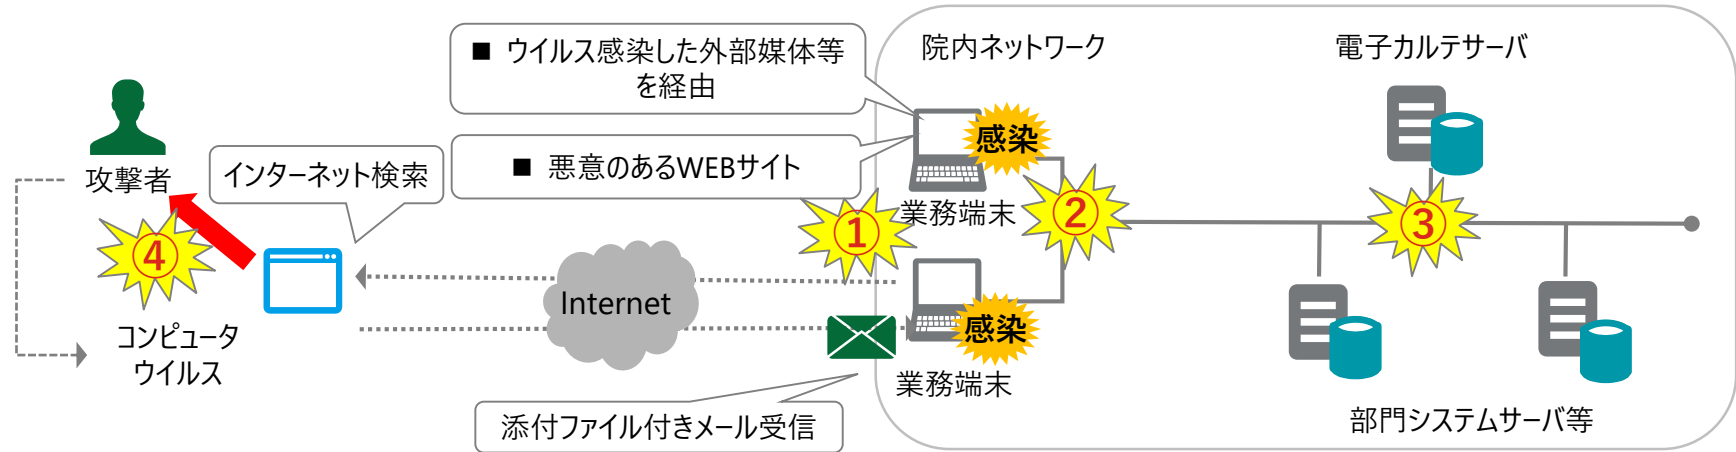 ■ ウイルス感染した外部媒体等
を経由
院内ネットワーク
電子カルテサーバ
感染
攻撃者
インターネット検索
■ 悪意のあるWEBサイト
業務端末
①
②
③
④
Internet
感染
コンピュータ
ウイルス
業務端末
添付ファイル付きメール受信
部門システムサーバ等